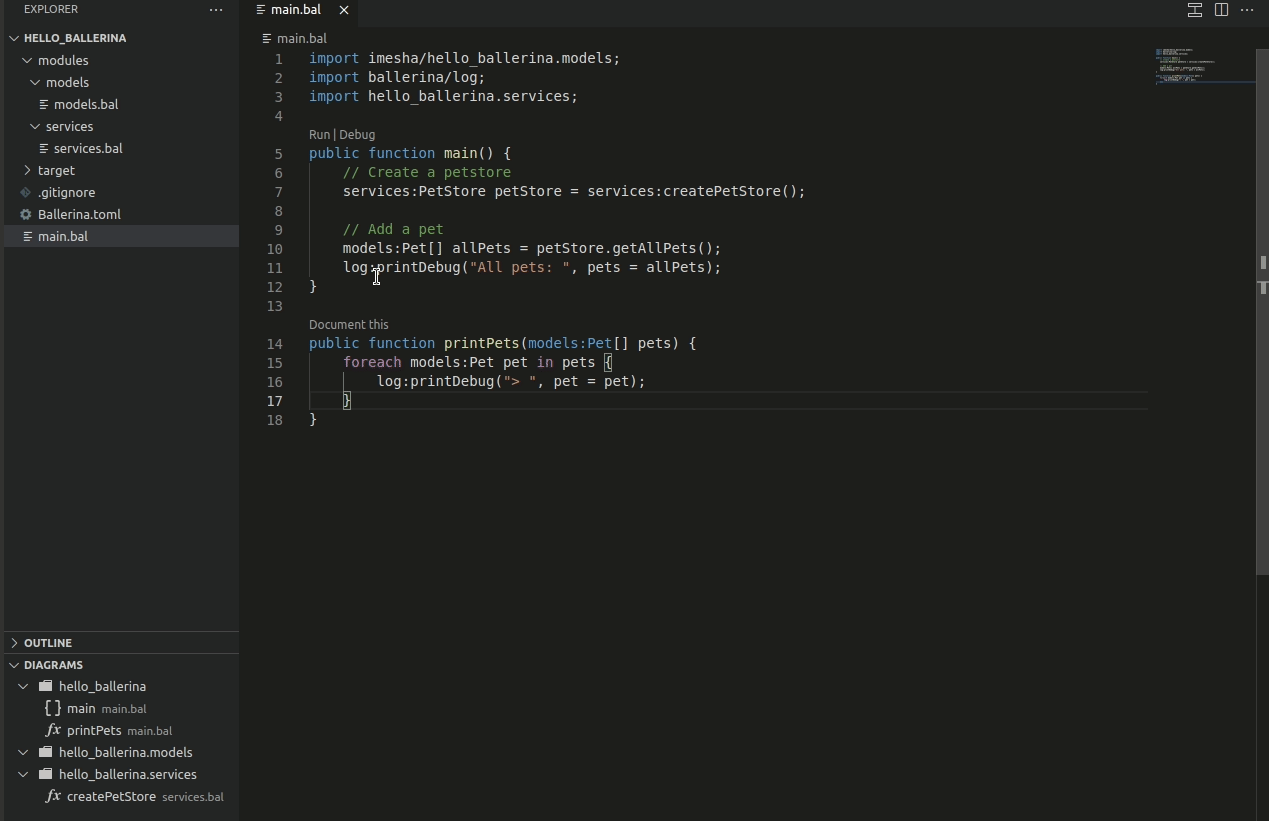 EXPLORER
HELLO_BALLERINA
modules
models
models.bal
services
services.bal
target
.gitignore
Ballerina.toml
main.bal
OUTLINE
DIAGRAMS
hello_ballerina
{} main main.bal
fx printPets main.bal
hello_ballerina.models
hello_ballerina.services
fx createPetStore services.bal
main.bal
main.bal
1 import imesha/hello_ballerina.models;
2 import ballerina/log;
3 import hello_ballerina.services;
4
Run | Debug
5 public function main() {
6     // Create a petstore
7     services:PetStore petStore = services:createPetStore();
8
9     // Add a pet
10     models:Pet[] allPets = petStore.getAllPets();
11     log:printDebug("All pets: ", pets = allPets);
12 }
13
Document this
14 public function printPets(models:Pet[] pets) {
15     foreach models:Pet pet in pets {
16         log:printDebug("> ", pet = pet);
17     }
18 }